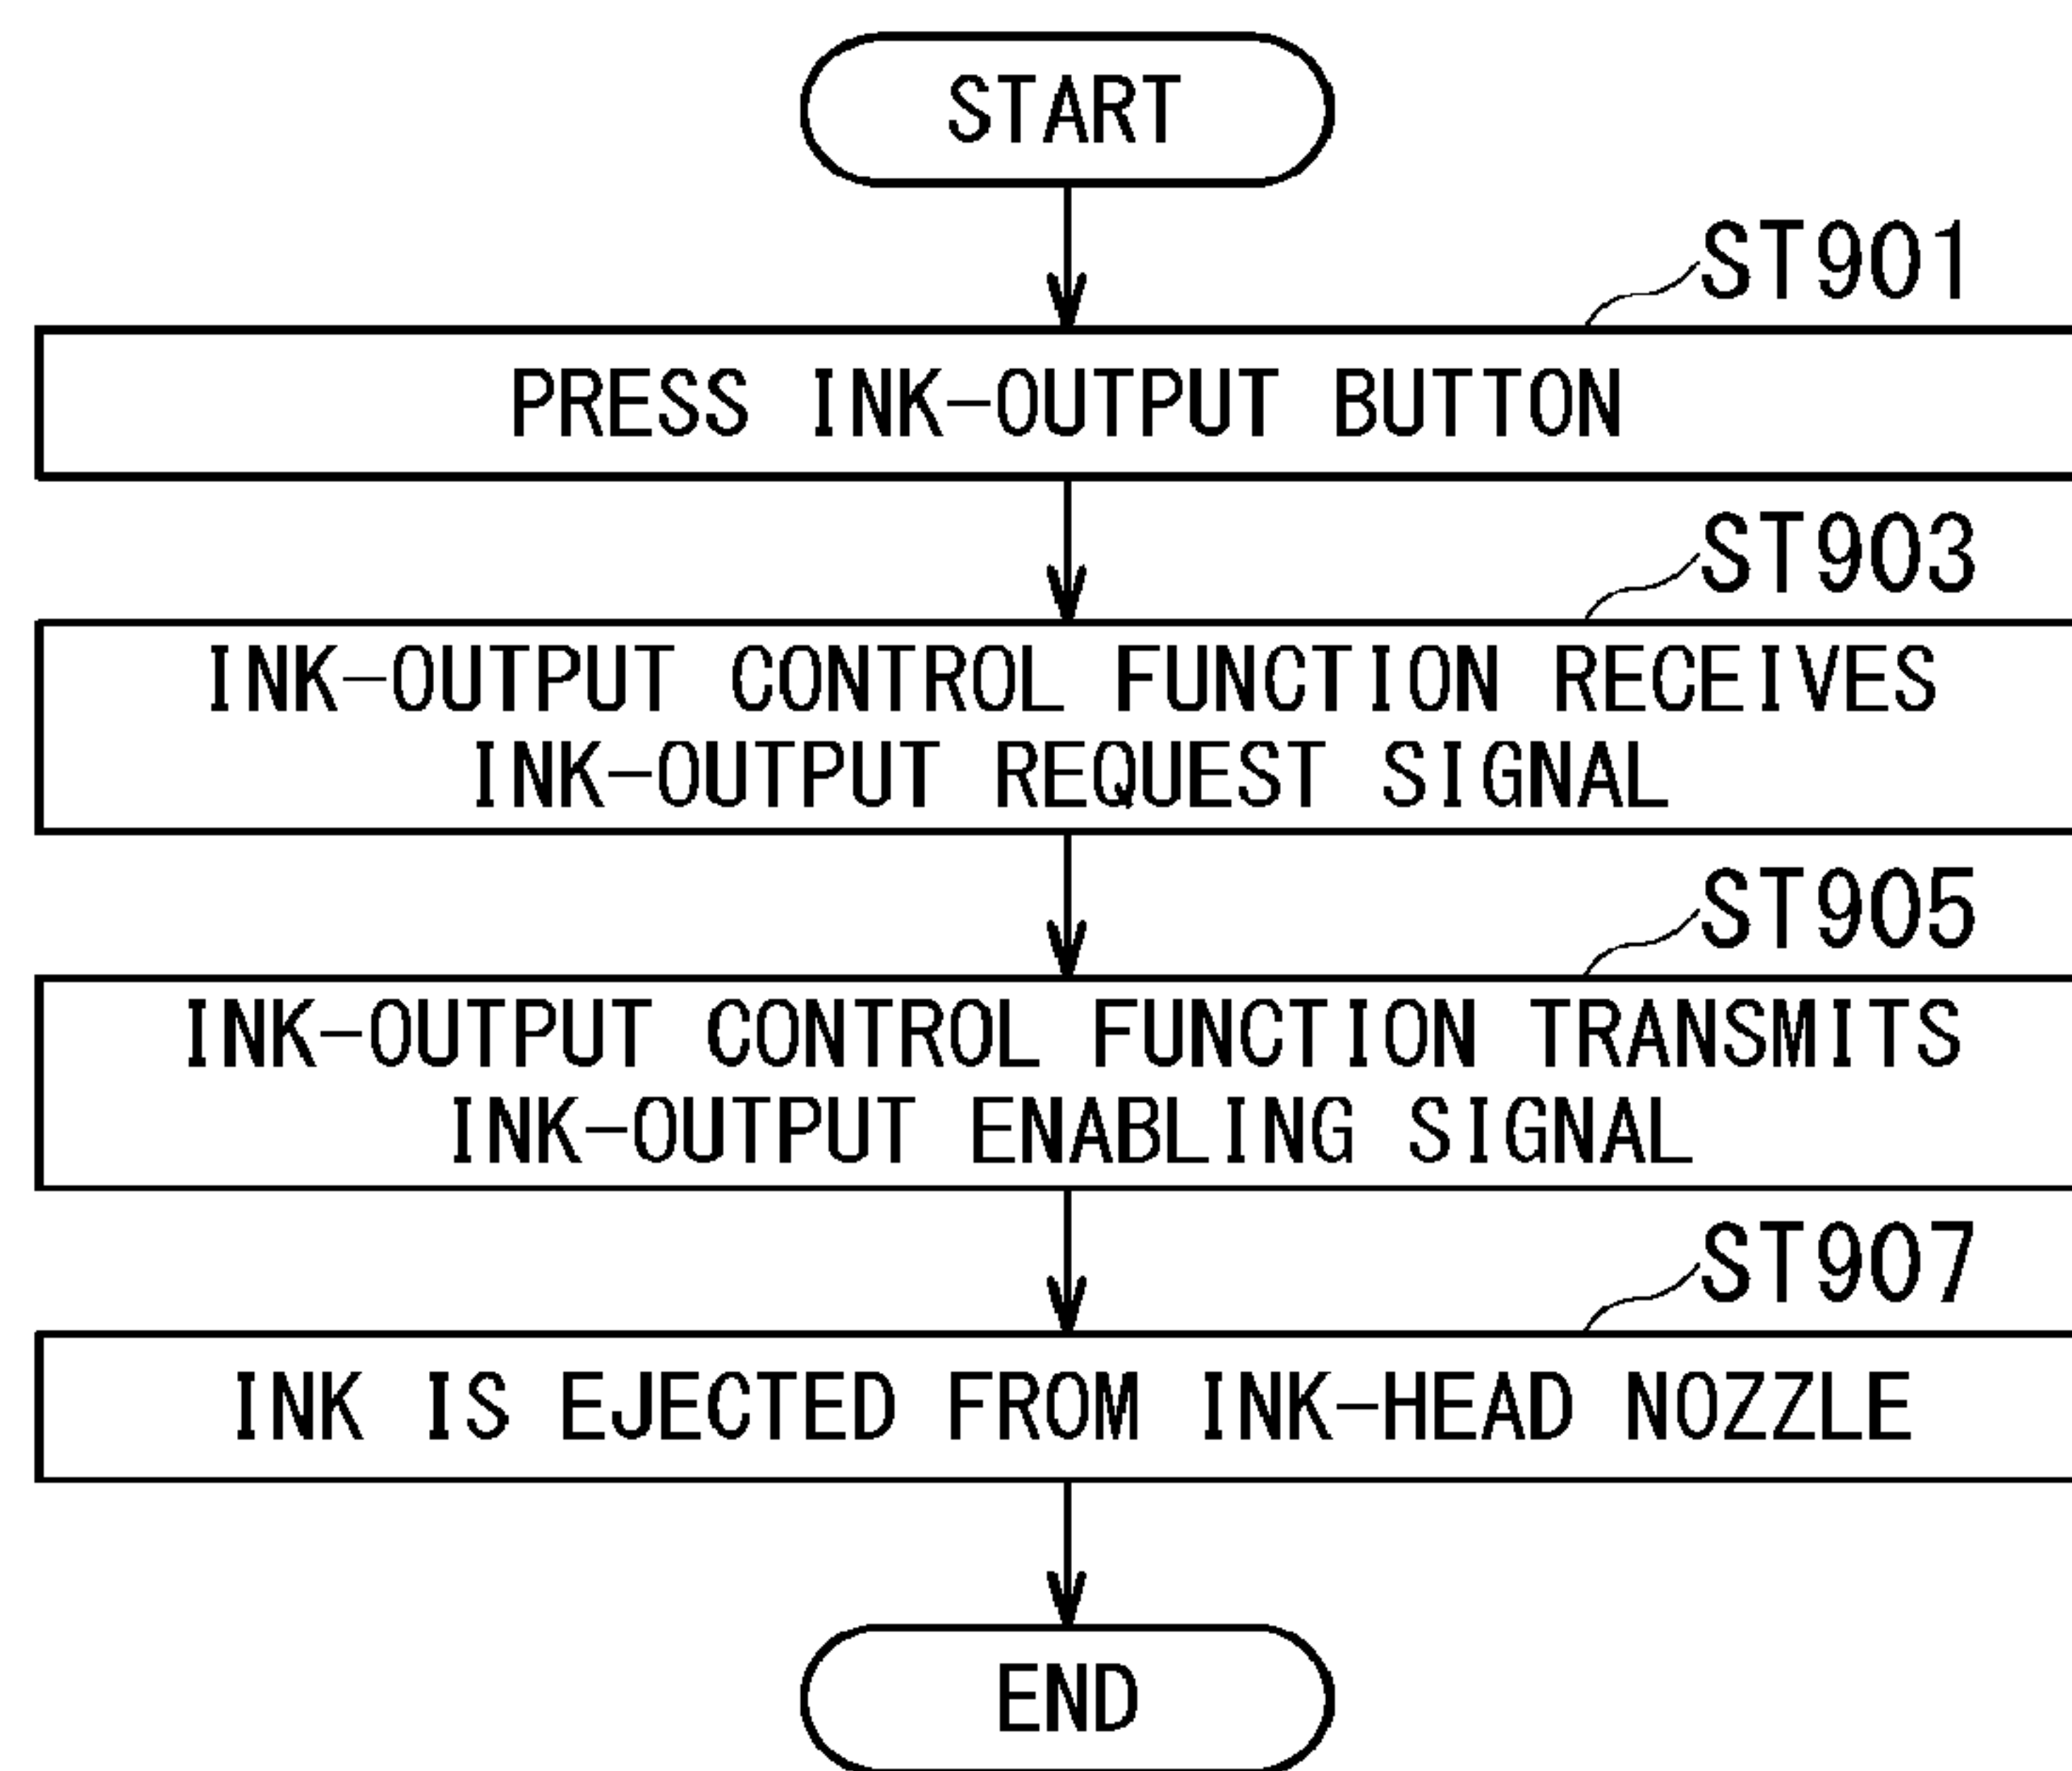 START
ST901
PRESS INK-OUTPUT BUTTON
ST903
INK-OUTPUT CONTROL FUNCTION RECEIVES
INK-OUTPUT REQUEST SIGNAL
ST905
INK-OUTPUT CONTROL FUNCTION TRANSMITS
INK-OUTPUT ENABLING SIGNAL
ST907
INK IS EJECTED FROM INK-HEAD NOZZLE
END